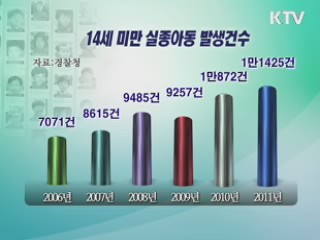 KTV
14세 미만 실종아동 발생건수
자료:경찰청
7071건
8615건
9485건
9257건
1만872건
1만1425건
2006년
2007년
2008년
2009년
2010년
2011년